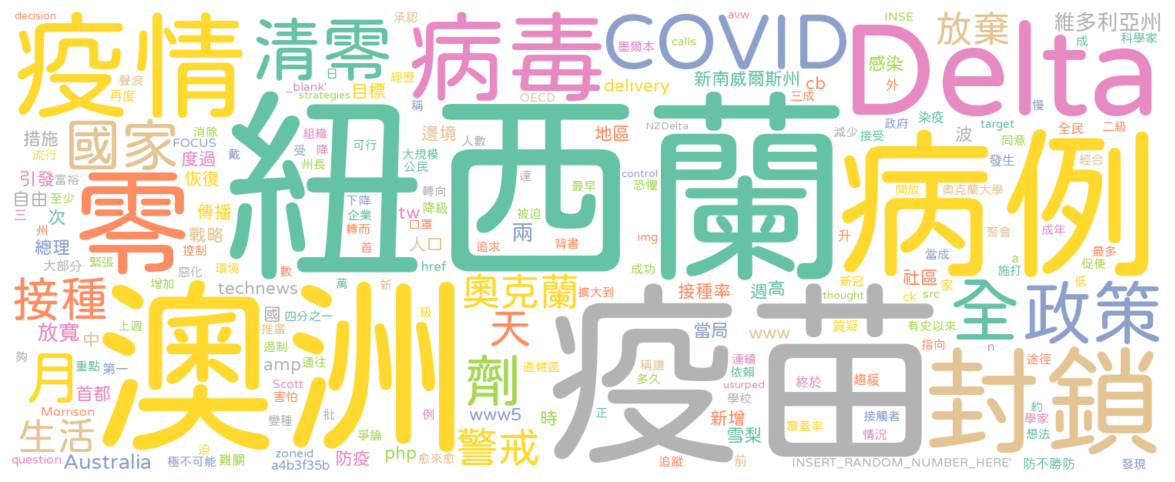 decision
疫情
清零
病毒
COVID
Delta
放棄
維多利亞州
承認
墨爾本
calls
avw
INSE
成
科學家
聲浪
再度
日
經歷
_blank'
strategies
目標
稱
OECD
delivery
新南威爾斯州
cb
三成
感染
外
慢
措施
流行
國家
消除
FOCUS
度過
戴
組織
受
降
州長
可行
大規模
公民
邊境
人數
地區
NZDelta
減少
政府
接受
染疫
波
target
同意
全民
二級
引發
富裕
恢復
自由
至少
三
次
州
零
傳播
戰略
總理
控制
大部分
緊張
惡化
環境
紐西蘭
下降
企業
轉而
首
轉向
降級
口罩
tw
人口
href
達
被迫
兩
追求
最早
背書
control
恐懼
img
成功
病例
發生
經合
開放
奧克蘭大學
聚會
成年
升
當成
a
施打
最多
促使
低
接種
放寬
中
上週
增加
technews
數
萬
新
國
四分之一
推廣
遏制
通往
級
奧克蘭
擴大到
天
接種率
週
高
新冠
thought
社區
家
ck
src
有史以來
全
政策
n
指向
途徑
夠
月
重點
第一
首都
澳洲
amp
Scott
害怕
變種
批
例
劑
直轄區
www5
時
疫苗
稱讚
多久
當局
www
質疑
連續
依賴
usurped
學校
終於
趨緩
接觸者
情況
覆蓋率
封鎖
約
學家
想法
Morrison
生活
迫
question
Australia
極不可能
難關
zoneid
a4b3f35b
爭論
防疫
php
愈來愈
警戒
正
新增
雪梨
追蹤
前
INSERT_RANDOM_NUMBER_HERE'
防不勝防
發現